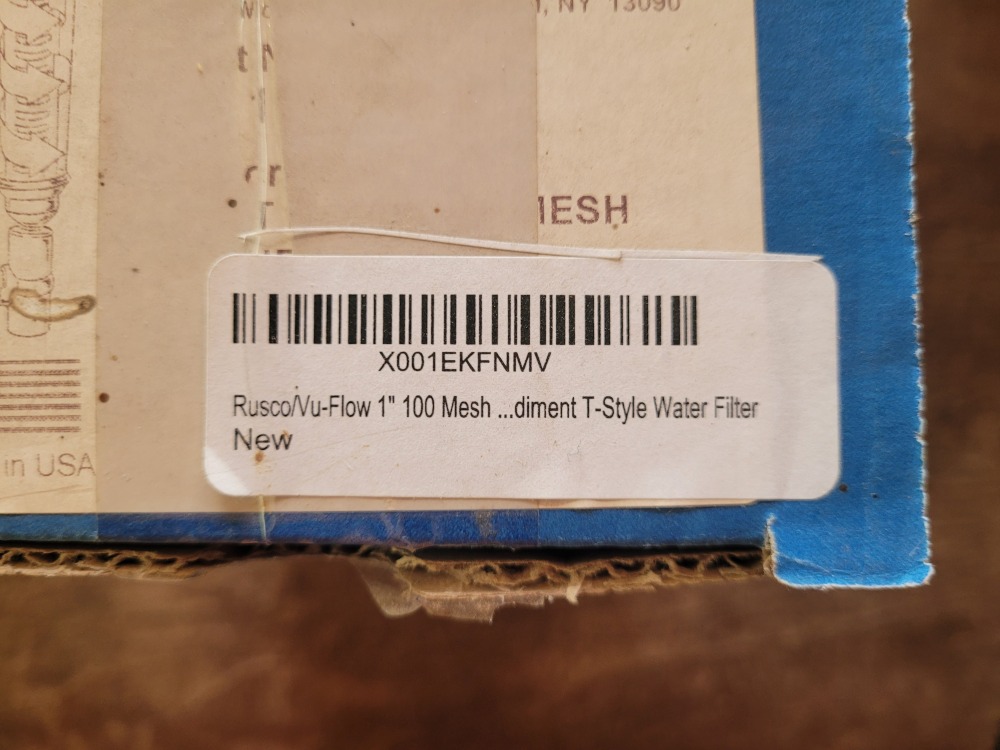 NY 13090
MESH
X001EKFNMV
Rusco/Vu-Flow 1" 100 Mesh ...diment T-Style Water Filter
New
in USA